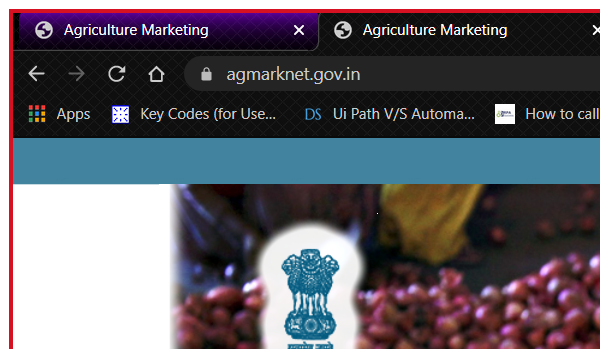 Agriculture Marketing
Agriculture Marketing
agmarknet.gov.in
Apps
Key Codes (for Use...
DS
Ui Path V/S Automa...
How to call